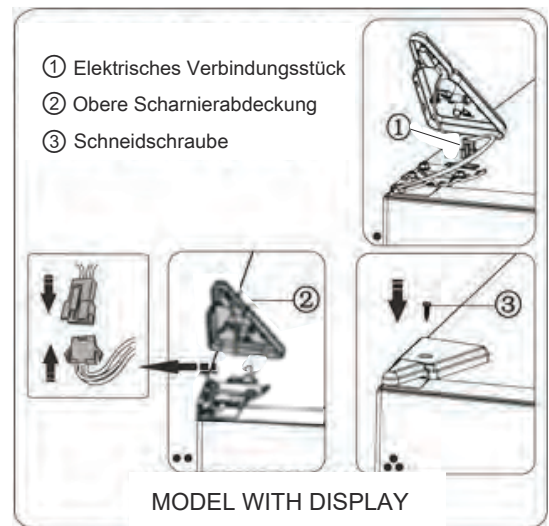 ① Elektrisches Verbindungsstück
② Obere Scharnierabdeckung
③ Schneidschraube
①
②
③
MODEL WITH DISPLAY